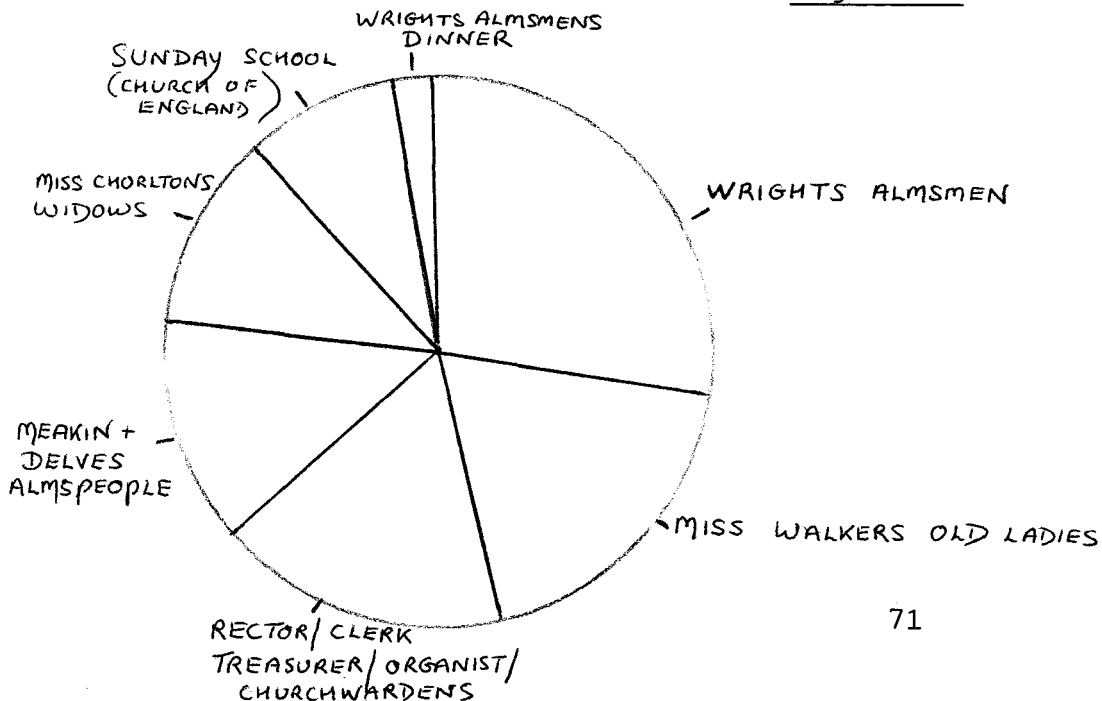 WRIGHTS ALMSMENS
DINNER
SUNDAY SCHOOL
(CHURCH OF
ENGLAND)
MISS CHORLTONS
WIDOWS
WRIGHTS ALMSMEN
MEAKIN +
DELVES
ALMSPEOPLE
MISS WALKERS OLD LADIES
RECTOR/CLERK
TREASURER/ORGANIST/
CHURCHWARDENS
71